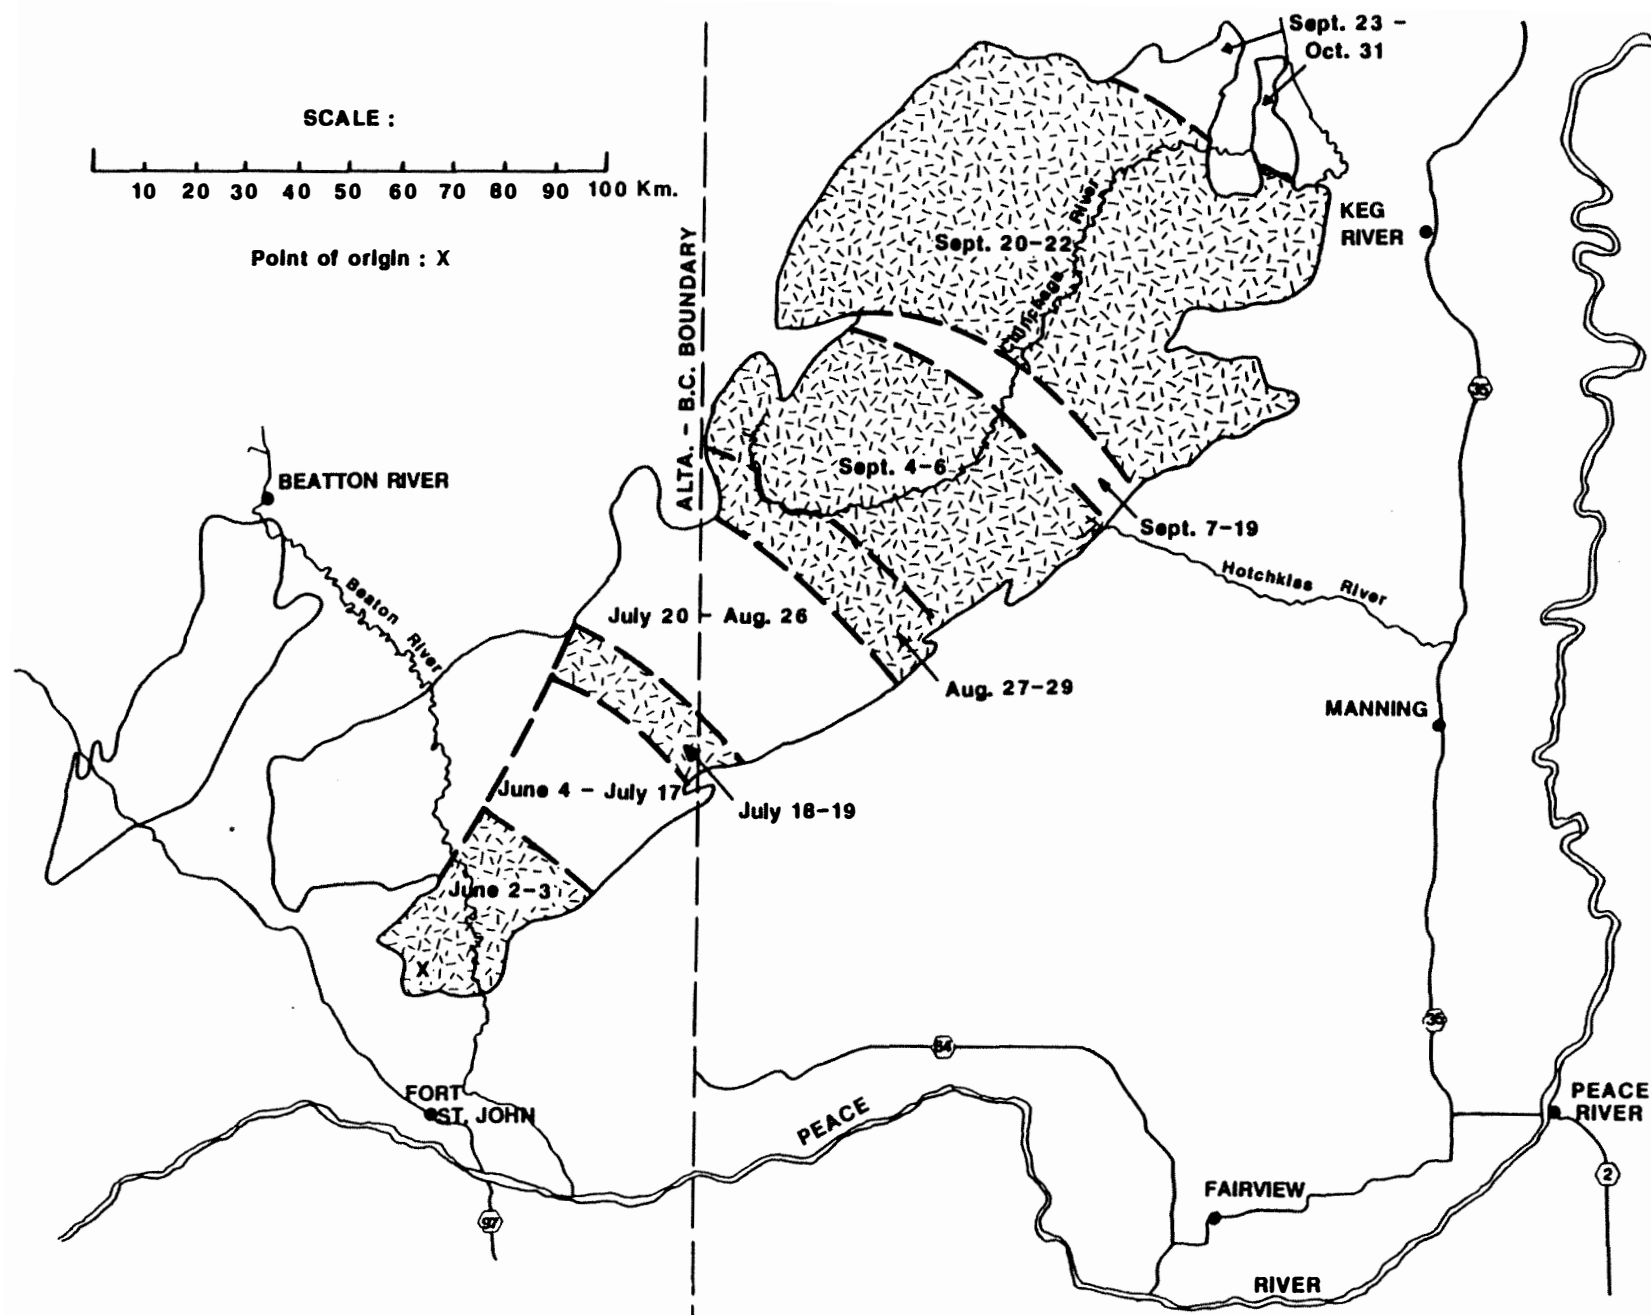 Sept. 23 -
Oct. 31
SCALE :
10 20 30 40 50 60 70 80 90 100 Km.
Point of origin : X
ALTA. - B.C. BOUNDARY
KEG
RIVER
River
Sept. 20-22
Chinchaga
35
Sept. 4-6
BEATTON RIVER
Sept. 7-19
Hotchkiss River
Beaton River
July 20 - Aug. 26
Aug. 27-29
MANNING
June 4 - July 17
July 18-19
June 2-3
X
35
64
FORT
ST. JOHN
PEACE
PEACE
RIVER
2
FAIRVIEW
97
RIVER